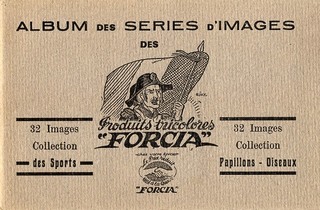 ALBUM DES SERIES D'IMAGES
DES
Produits tricolores
"FORCIA"
32 Images
Collection
des Sports
32 Images
Collection
Papillons - Oiseaux
"FORCIA"